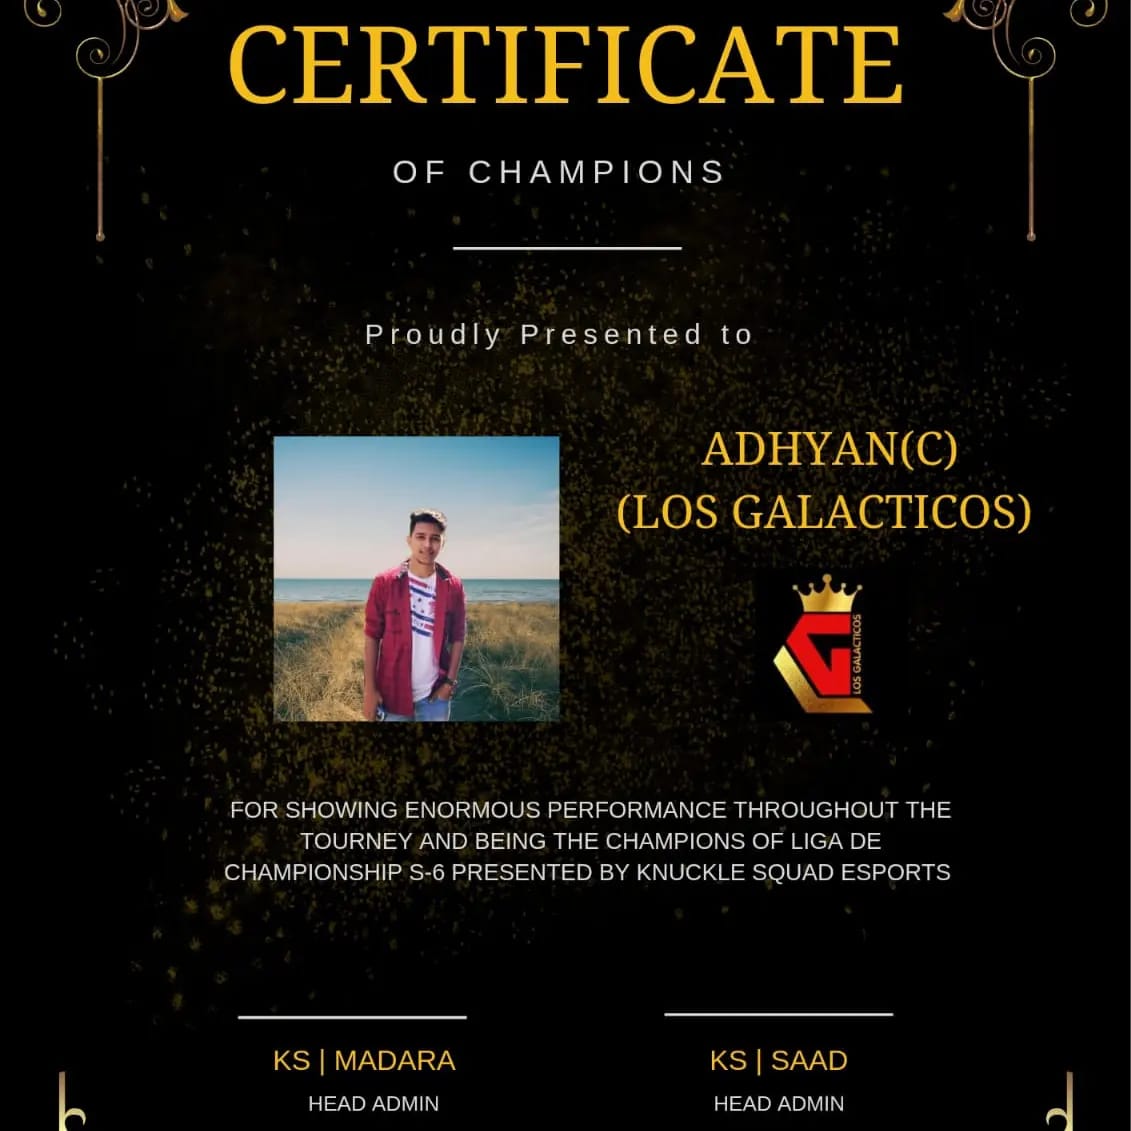 CERTIFICATE
OF CHAMPIONS
Proudly Presented to
ADHYAN(C)
(LOS GALACTICOS)
LOS GALACTICOS
FOR SHOWING ENORMOUS PERFORMANCE THROUGHOUT THE
TOURNEY AND BEING THE CHAMPIONS OF LIGA DE
CHAMPIONSHIP S-6 PRESENTED BY KNUCKLE SQUAD ESPORTS
KS | MADARA
HEAD ADMIN
KS | SAAD
HEAD ADMIN